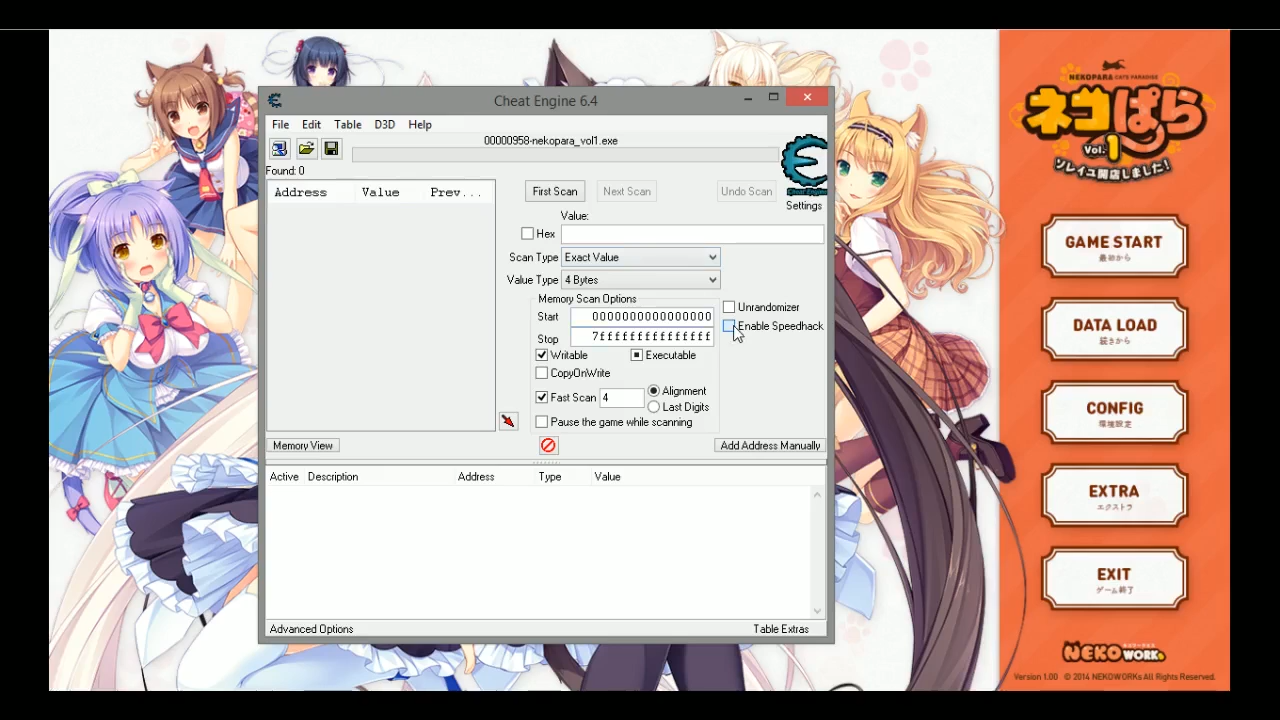 Cheat Engine 6.4
File Edit Table D3D Help
00000958-nekopara_vol1.exe
Found: 0
Address Value Prev...
First Scan Next Scan Undo Scan
Cheat Engine
Settings
Value:
Hex
Scan Type Exact Value
Value Type 4 Bytes
Memory Scan Options
Start 0000000000000000
Stop 7fffffffffffffff
Unrandomizer
Enable Speedhack
Writable Executable
CopyOnWrite
Fast Scan 4
Alignment
Last Digits
Pause the game while scanning
Memory View
Add Address Manually
Active Description Address Type Value
Advanced Options
Table Extras
NEKOPARA CATS PARADISE
ネコぱら
Vol.1
ソレイユ開店しました!
GAME START
最初から
DATA LOAD
続きから
CONFIG
環境設定
EXTRA
エクストラ
EXIT
ゲーム終了
NEKO WORKs
Version 1.00 © 2014 NEKOWORKs All Rights Reserved.